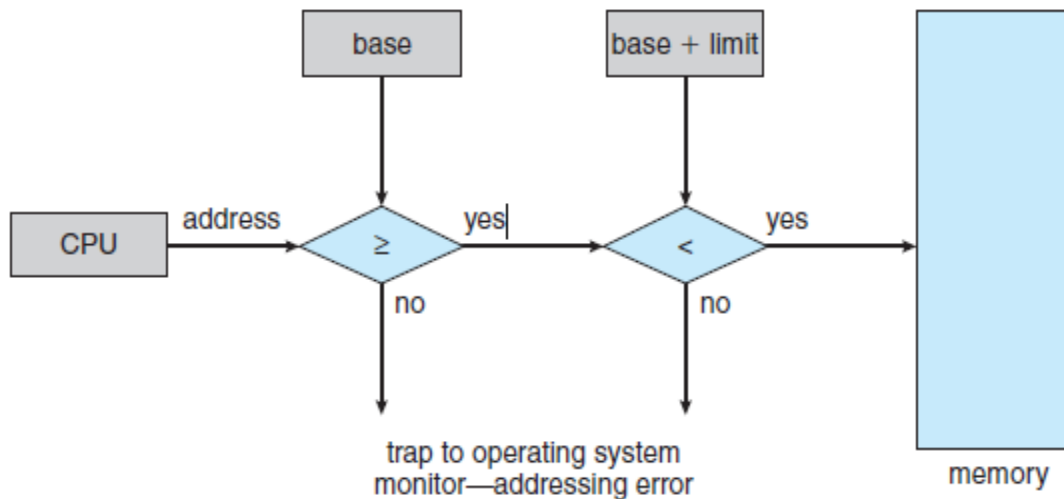 base
base + limit
address
yes
yes
CPU
≥
<
no
no
trap to operating system
monitor—addressing error
memory